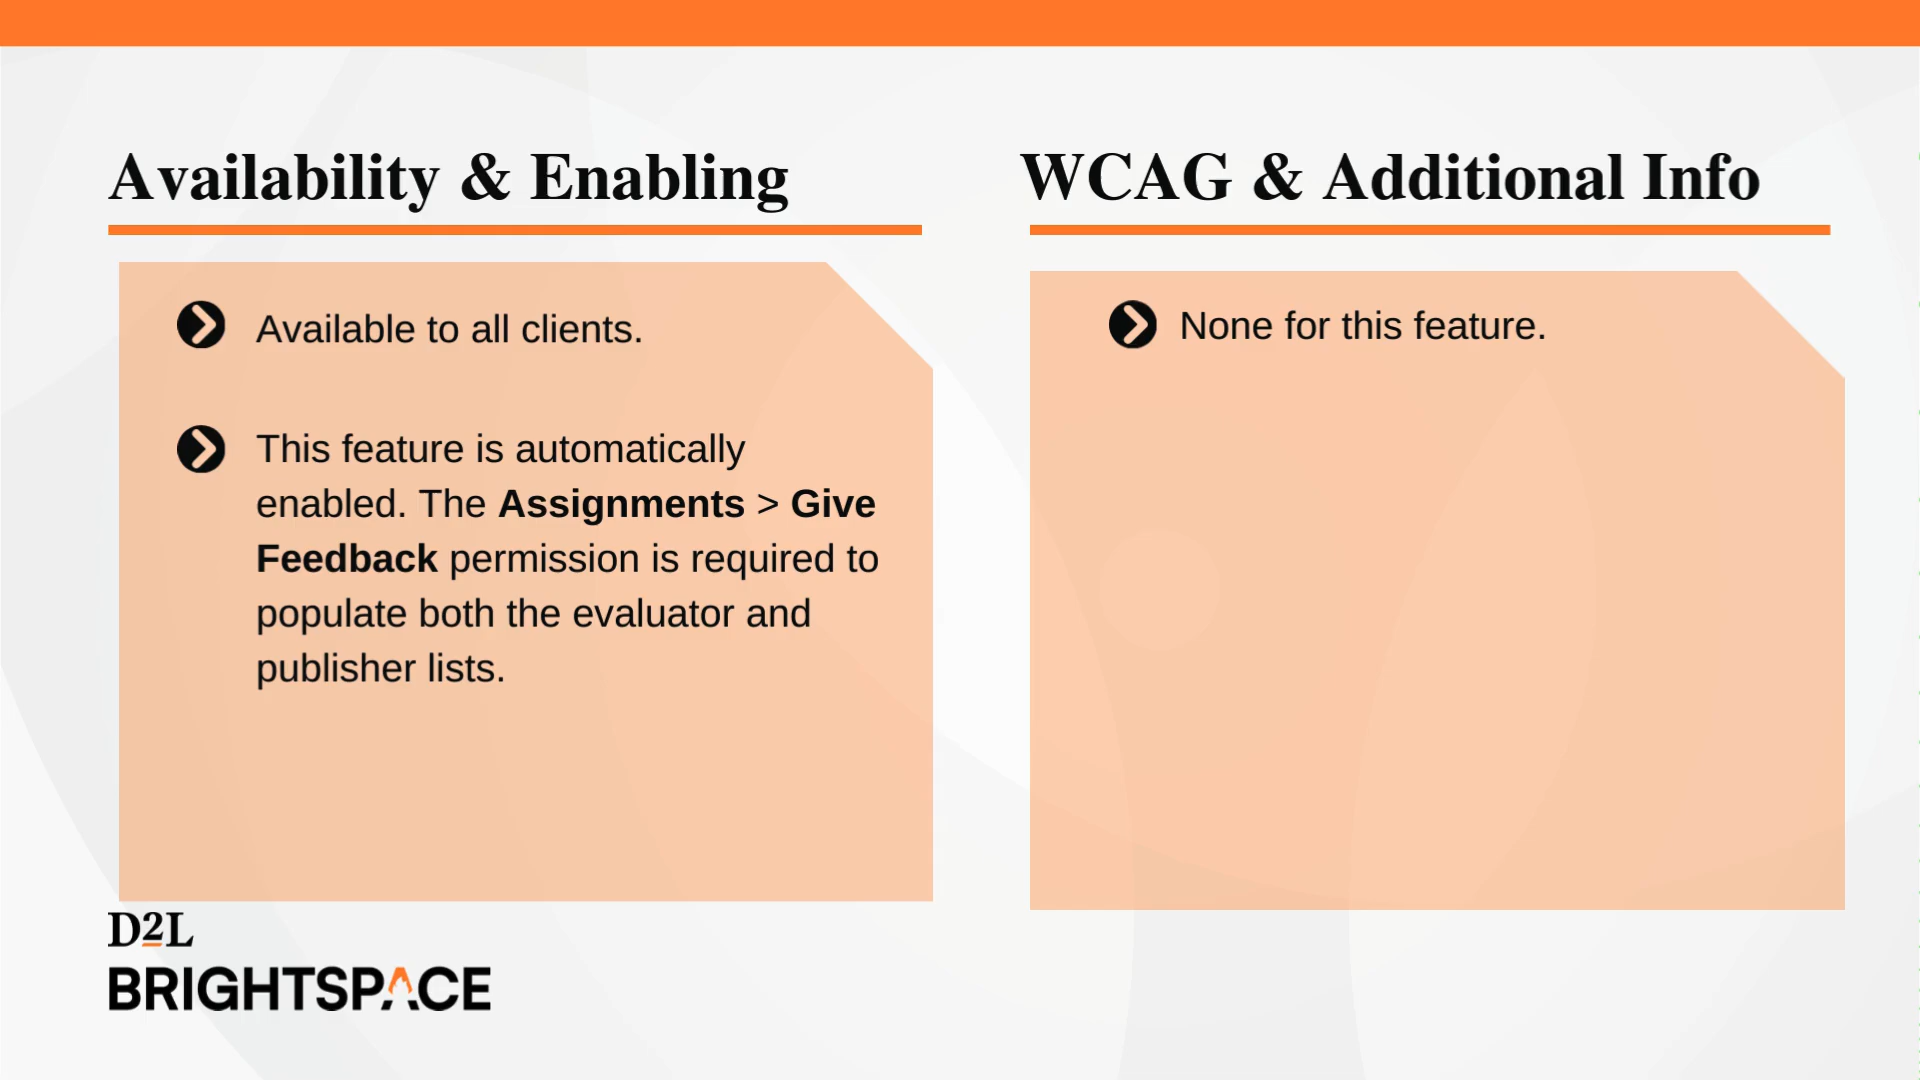 Availability & Enabling
Available to all clients.
This feature is automatically
enabled. The Assignments > Give
Feedback permission is required to
populate both the evaluator and
publisher lists.
WCAG & Additional Info
None for this feature.
D2L
BRIGHTSPACE